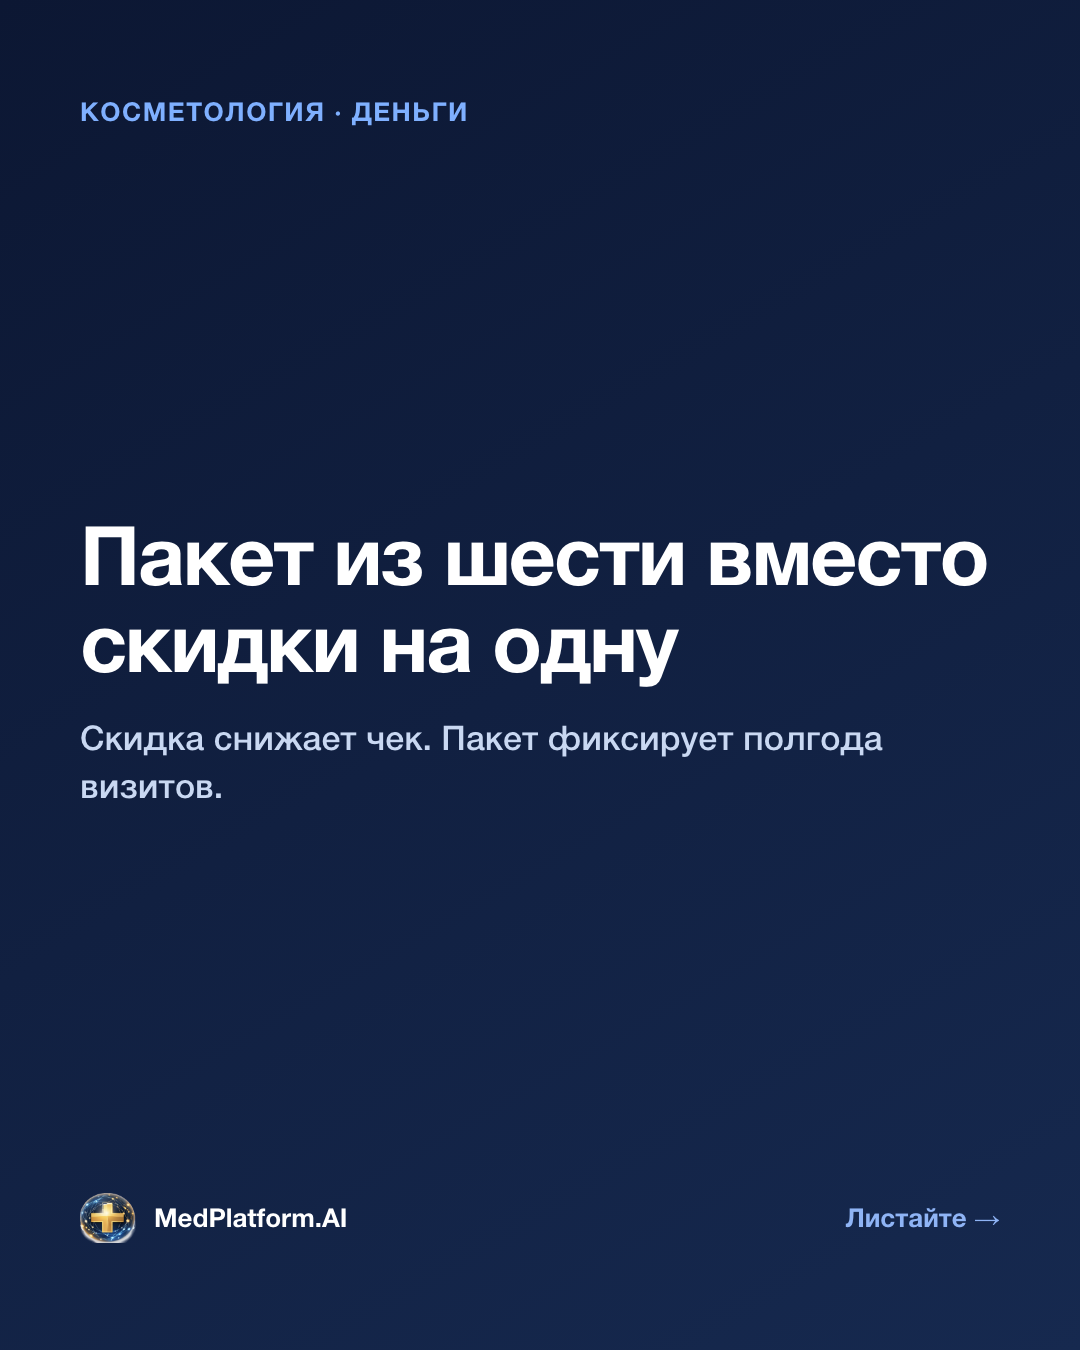 КОСМЕТОЛОГИЯ · ДЕНЬГИ
Пакет из шести вместо
скидки на одну
Скидка снижает чек. Пакет фиксирует полгода
визитов.
MedPlatform.AI
Листайте →